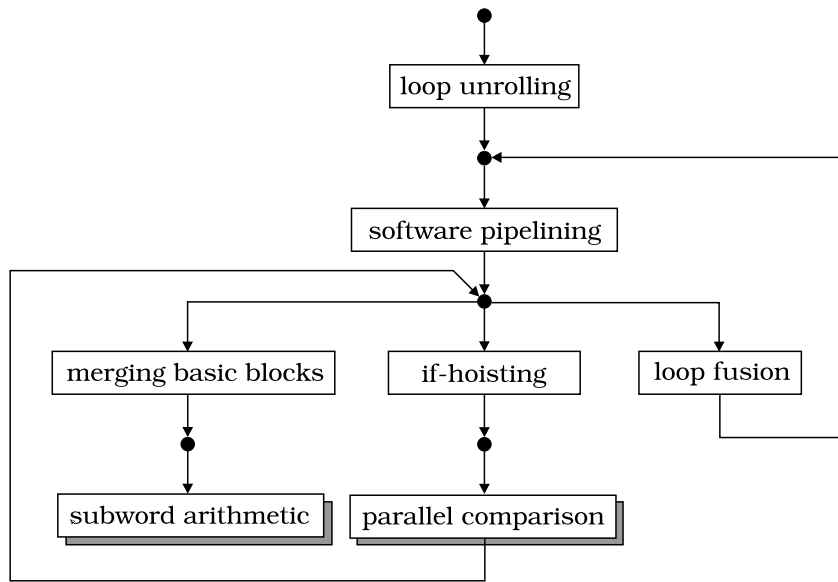 loop unrolling
software pipelining
merging basic blocks
if-hoisting
loop fusion
subword arithmetic
parallel comparison